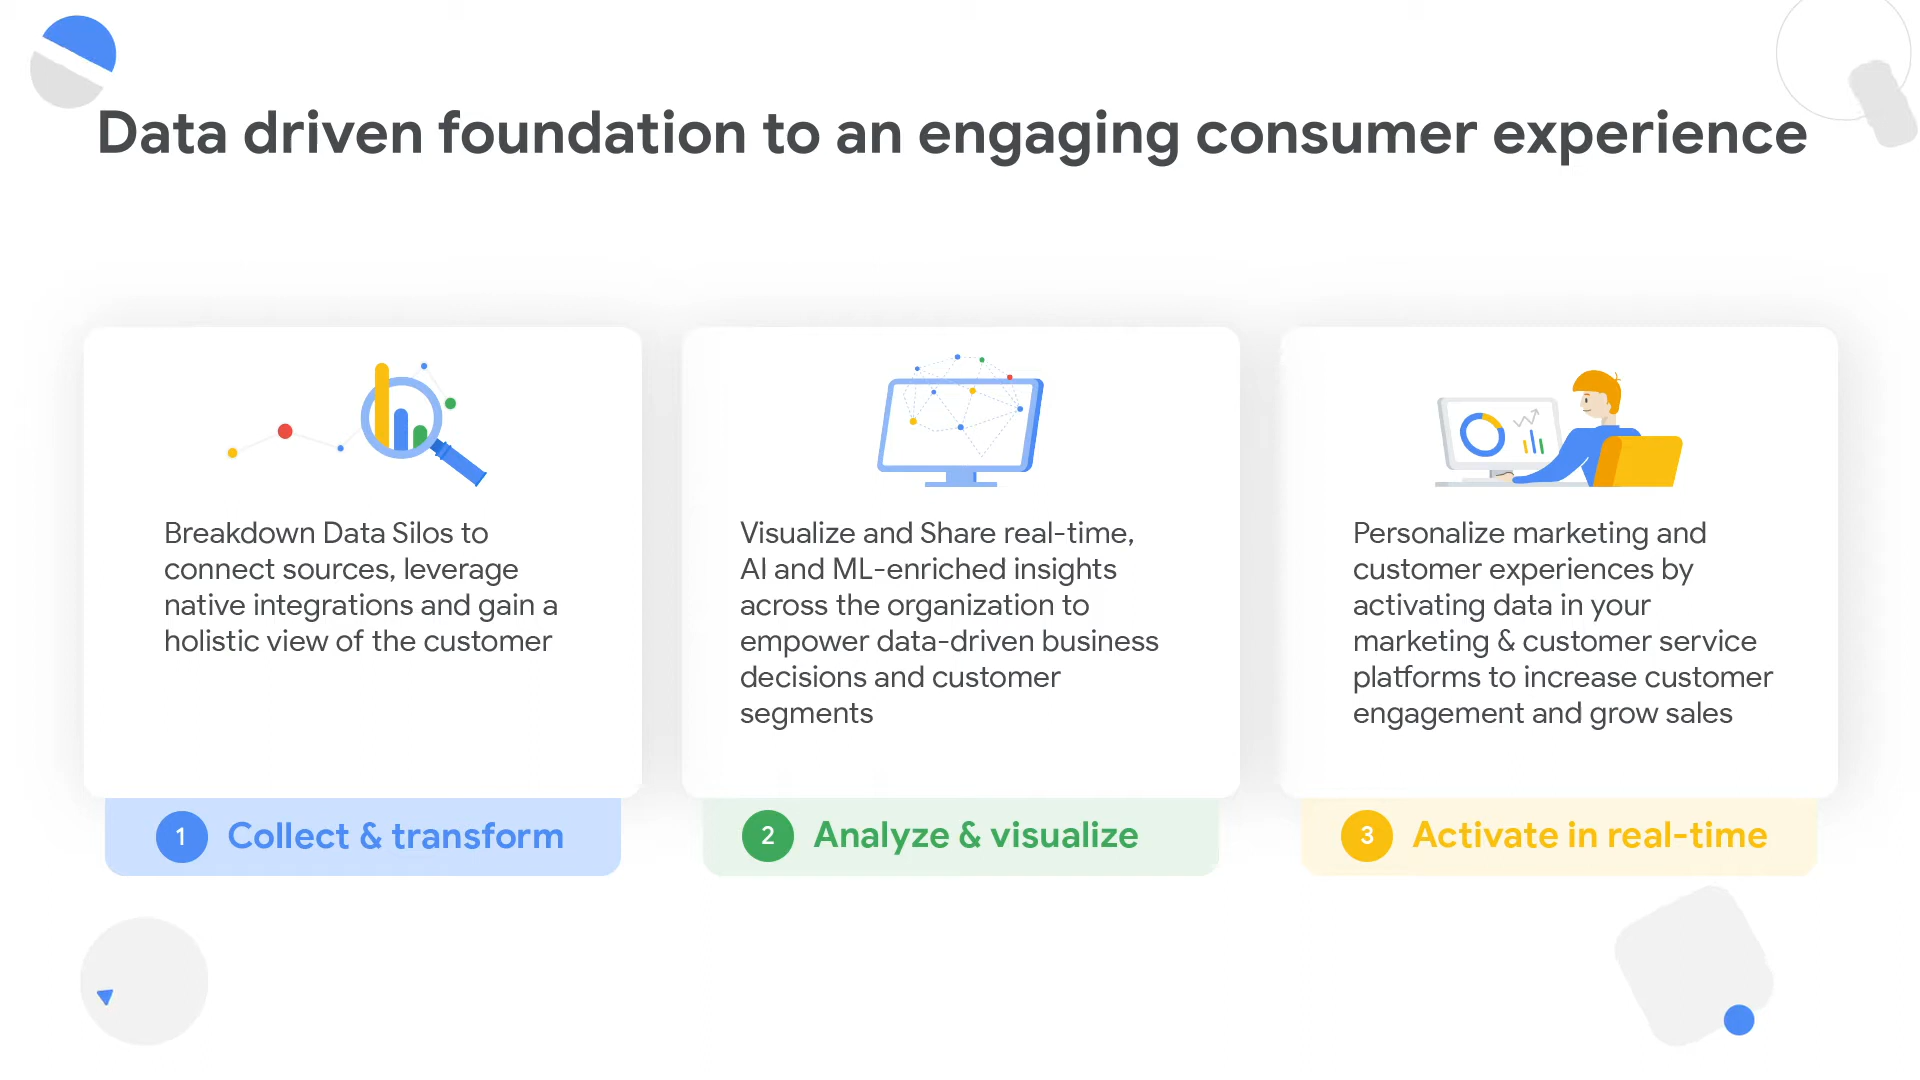 Data driven foundation to an engaging consumer experience
Breakdown Data Silos to
connect sources, leverage
native integrations and gain a
holistic view of the customer
1 Collect & transform
Visualize and Share real-time,
AI and ML-enriched insights
across the organization to
empower data-driven business
decisions and customer
segments
2 Analyze & visualize
Personalize marketing and
customer experiences by
activating data in your
marketing & customer service
platforms to increase customer
engagement and grow sales
3 Activate in real-time